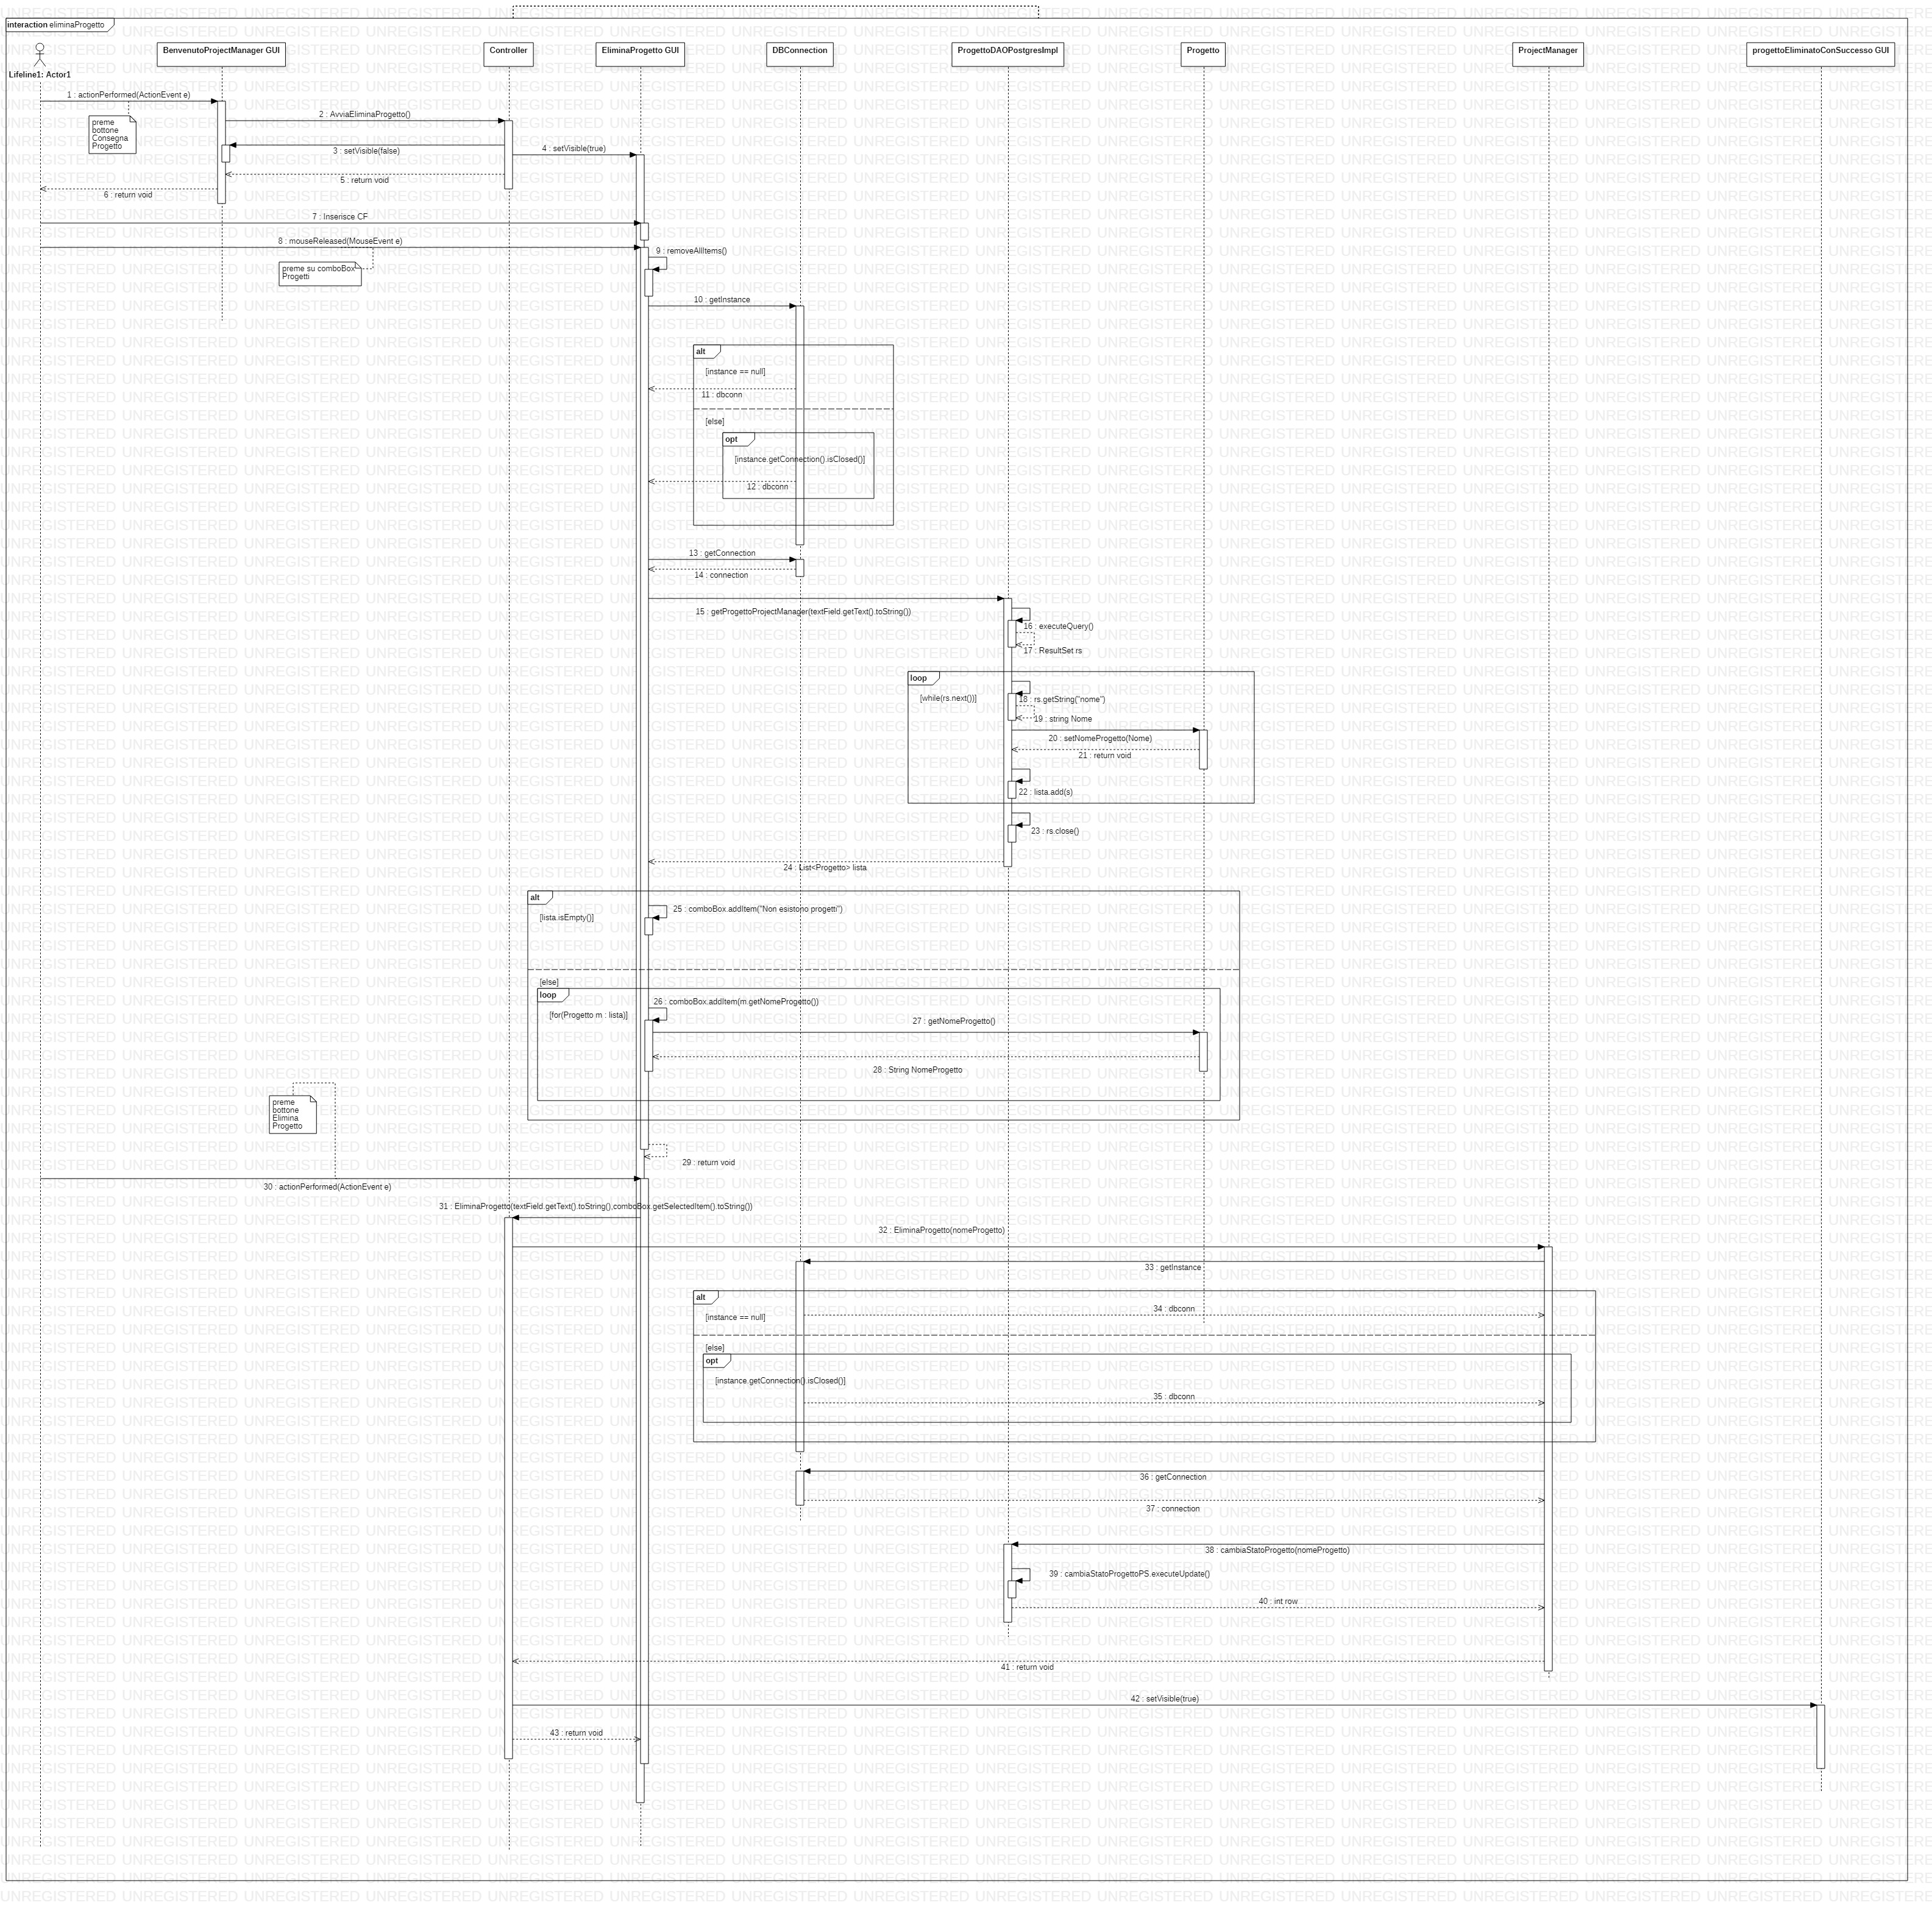 interaction eliminaProgetto
Lifeline1: Actor1
BenvenutoProjectManager GUI
Controller
EliminaProgetto GUI
DBConnection
ProgettoDAOPostgresImpl
Progetto
ProjectManager
progettoEliminatoConSuccesso GUI
1 : actionPerformed(ActionEvent e)
preme
bottone
Consegna
Progetto
2 : AvviaEliminaProgetto()
3 : setVisible(false)
4 : setVisible(true)
5 : return void
6 : return void
7 : Inserisce CF
8 : mouseReleased(MouseEvent e)
preme su comboBox
Progetti
9 : removeAllItems()
10 : getInstance
alt
[instance == null]
11 : dbconn
[else]
opt
[instance.getConnection().isClosed()]
12 : dbconn
13 : getConnection
14 : connection
15 : getProgettoProjectManager(textField.getText().toString())
16 : executeQuery()
17 : ResultSet rs
loop
[while(rs.next())]
18 : rs.getString("nome")
19 : string Nome
20 : setNomeProgetto(Nome)
21 : return void
22 : lista.add(s)
23 : rs.close()
24 : List<Progetto> lista
alt
[lista.isEmpty()]
25 : comboBox.addItem("Non esistono progetti")
[else]
loop
[for(Progetto m : lista)]
26 : comboBox.addItem(m.getNomeProgetto())
27 : getNomeProgetto()
28 : String NomeProgetto
preme
bottone
Elimina
Progetto
29 : return void
30 : actionPerformed(ActionEvent e)
31 : EliminaProgetto(textField.getText().toString(),comboBox.getSelectedItem().toString())
32 : EliminaProgetto(nomeProgetto)
33 : getInstance
alt
[instance == null]
34 : dbconn
[else]
opt
[instance.getConnection().isClosed()]
35 : dbconn
36 : getConnection
37 : connection
38 : cambiaStatoProgetto(nomeProgetto)
39 : cambiaStatoProgettoPS.executeUpdate()
40 : int row
41 : return void
42 : setVisible(true)
43 : return void